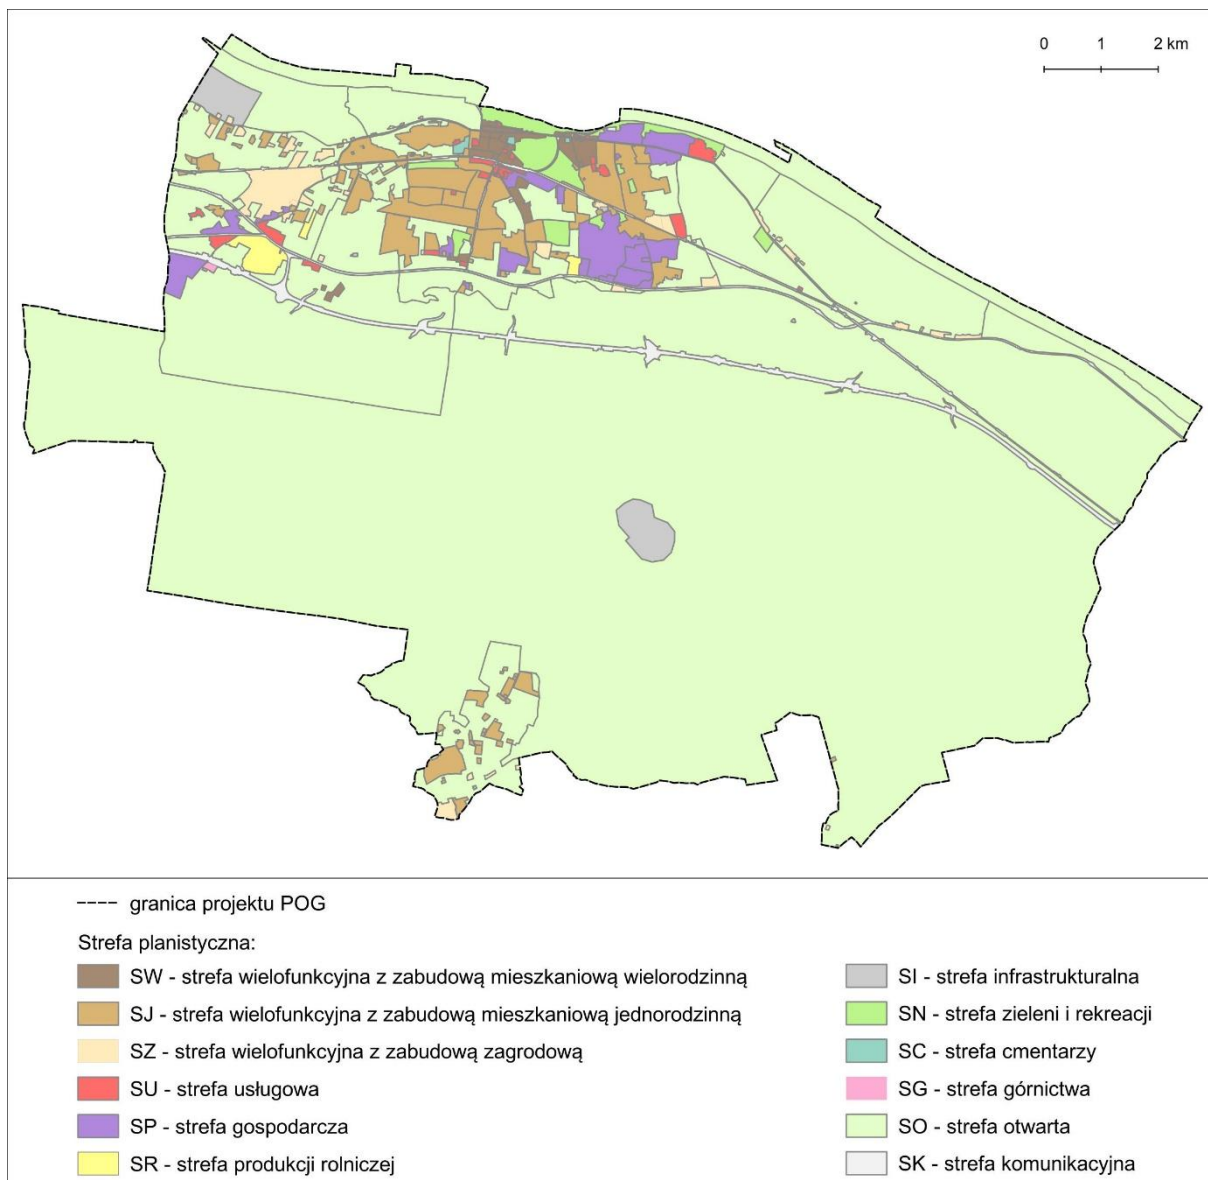 0 1 2 km
granica projektu POG
Strefa planistyczna:
SW - strefa wielofunkcyjna z zabudową mieszkaniową wielorodzinną
SJ - strefa wielofunkcyjna z zabudową mieszkaniową jednorodzinną
SZ - strefa wielofunkcyjna z zabudową zagrodową
SU - strefa usługowa
SP - strefa gospodarcza
SR - strefa produkcji rolniczej
SI - strefa infrastrukturalna
SN - strefa zieleni i rekreacji
SC - strefa cmentarzy
SG - strefa górnictwa
SO - strefa otwarta
SK - strefa komunikacyjna